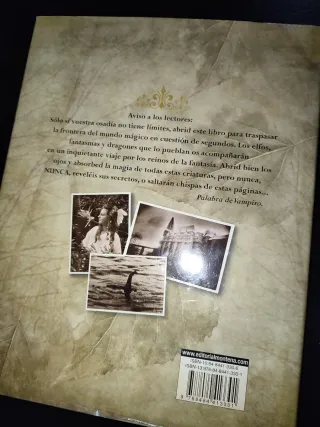 Aviso a los lectores:
Sólo si vuestra osadía no tiene límites, abrid este libro para traspasar
la frontera del mundo mágico en cuestión de segundos. Los elfos,
fantasmas y dragones que lo pueblan os acompañarán
en un inquietante viaje por los reinos de la fantasía. Abrid bien los
ojos y absorbed la magia de todas estas criaturas, pero nunca,
NUNCA, reveléis sus secretos, o saltarán chispas de estas páginas...
Palabra de vampiro.
www.editorialmontena.com